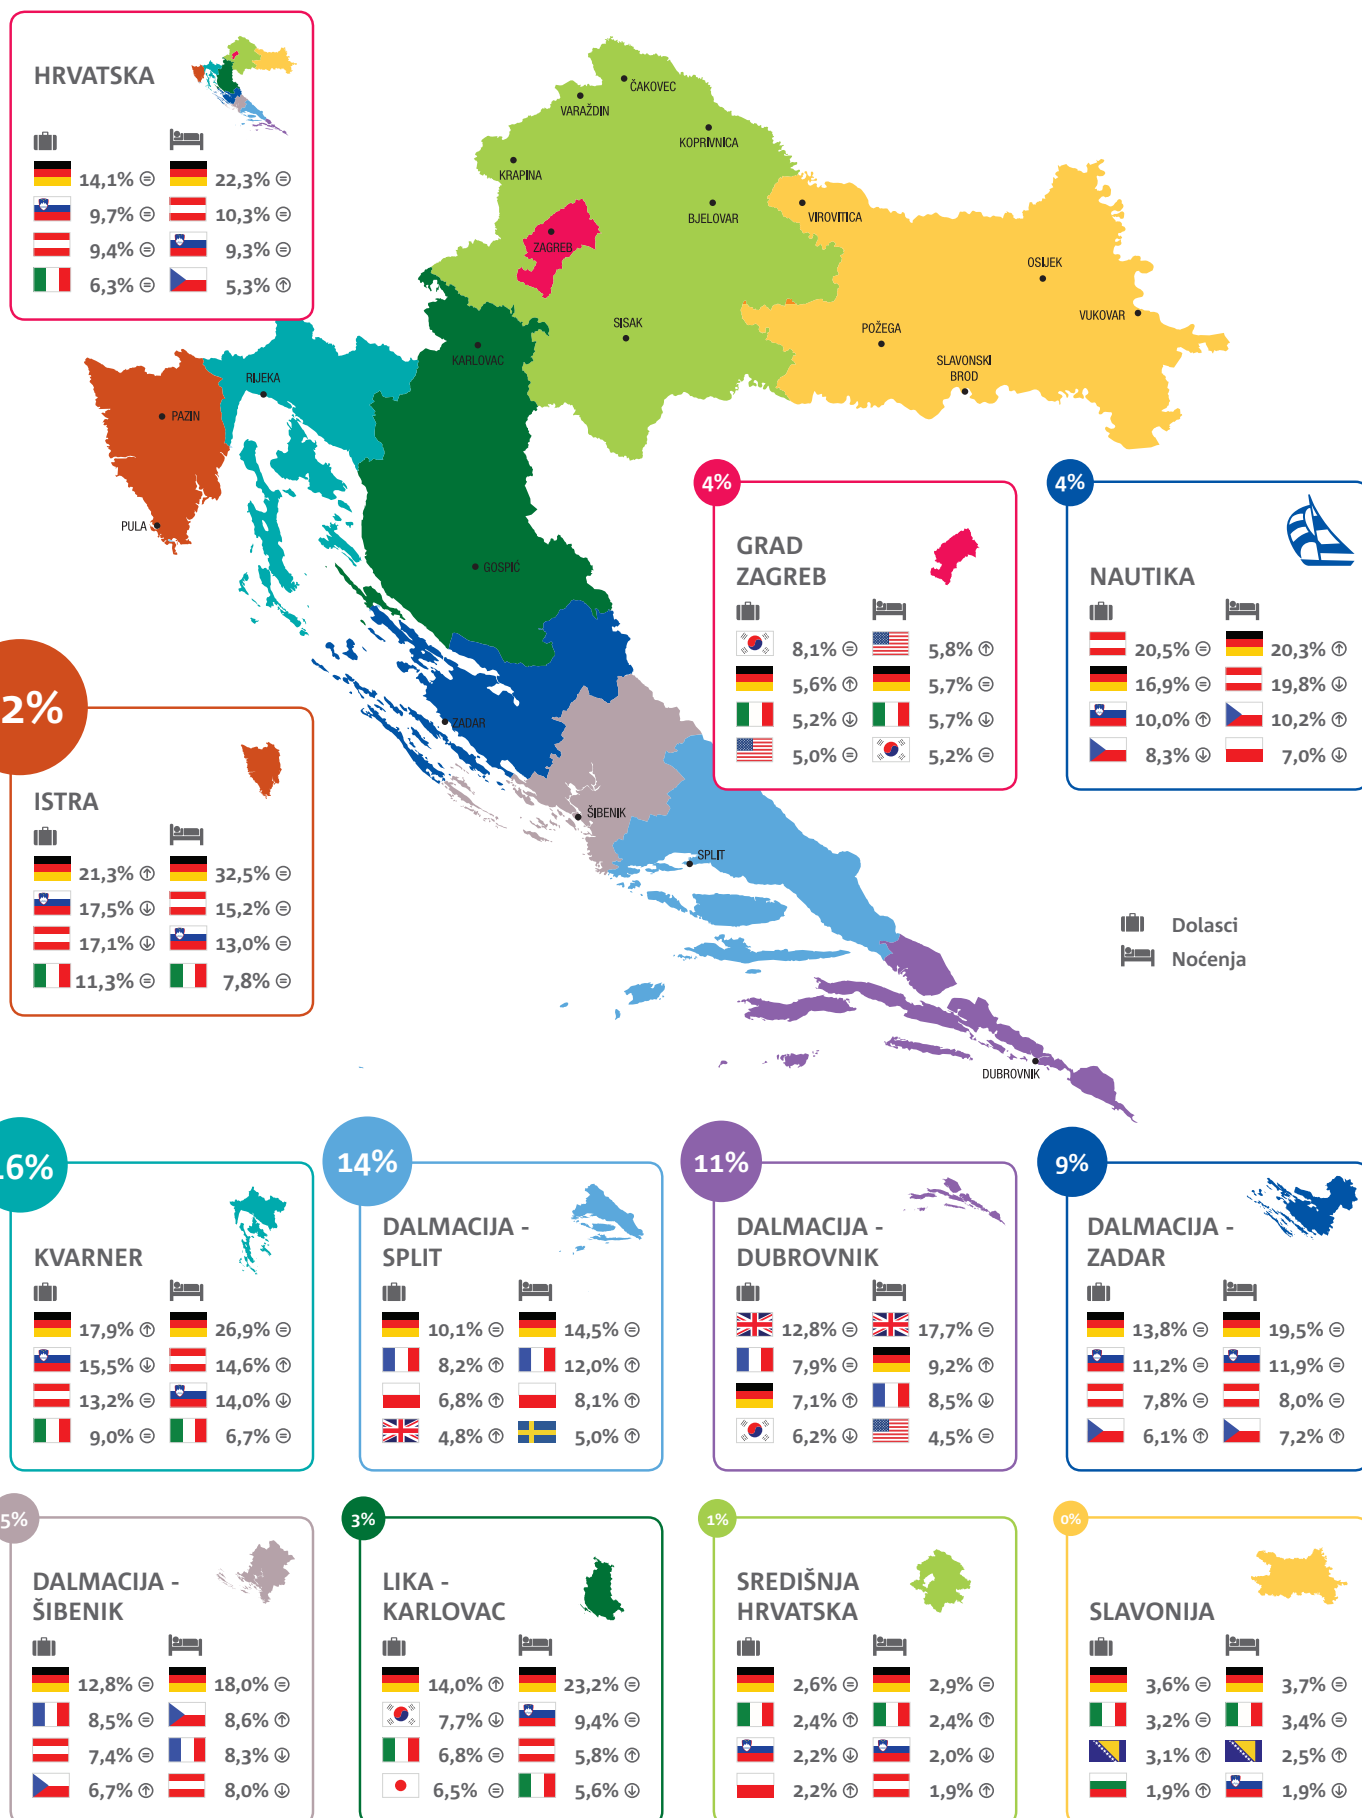 HRVATSKA
14,1% 22,3%
9,7% 10,3%
9,4% 9,3%
6,3% 5,3%
ČAKOVEC
VARAŽDIN
KOPRIVNICA
KRAPINA
BJELOVAR
VIROVITICA
ZAGREB
OSIJEK
VUKOVAR
SISAK
POŽEGA
KARLOVAC
SLAVONSKI
BROD
RIJEKA
PAZIN
PULA
GOSPIĆ
ZADAR
ŠIBENIK
SPLIT
DUBROVNIK
4%
GRAD
ZAGREB
8,1% 5,8%
5,6% 5,7%
5,2% 5,7%
5,0% 5,2%
4%
NAUTIKA
20,5% 20,3%
16,9% 19,8%
10,0% 10,2%
8,3% 7,0%
2%
ISTRA
21,3% 32,5%
17,5% 15,2%
17,1% 13,0%
11,3% 7,8%
Dolasci
Noćenja
16%
KVARNER
17,9% 26,9%
15,5% 14,6%
13,2% 14,0%
9,0% 6,7%
14%
DALMACIJA -
SPLIT
10,1% 14,5%
8,2% 12,0%
6,8% 8,1%
4,8% 5,0%
11%
DALMACIJA -
DUBROVNIK
12,8% 17,7%
7,9% 9,2%
7,1% 8,5%
6,2% 4,5%
9%
DALMACIJA -
ZADAR
13,8% 19,5%
11,2% 11,9%
7,8% 8,0%
6,1% 7,2%
5%
DALMACIJA -
ŠIBENIK
12,8% 18,0%
8,5% 8,6%
7,4% 8,3%
6,7% 8,0%
3%
LIKA -
KARLOVAC
14,0% 23,2%
7,7% 9,4%
6,8% 5,8%
6,5% 5,6%
1%
SREDIŠNJA
HRVATSKA
2,6% 2,9%
2,4% 2,4%
2,2% 2,0%
2,2% 1,9%
0%
SLAVONIJA
3,6% 3,7%
3,2% 3,4%
3,1% 2,5%
1,9% 1,9%